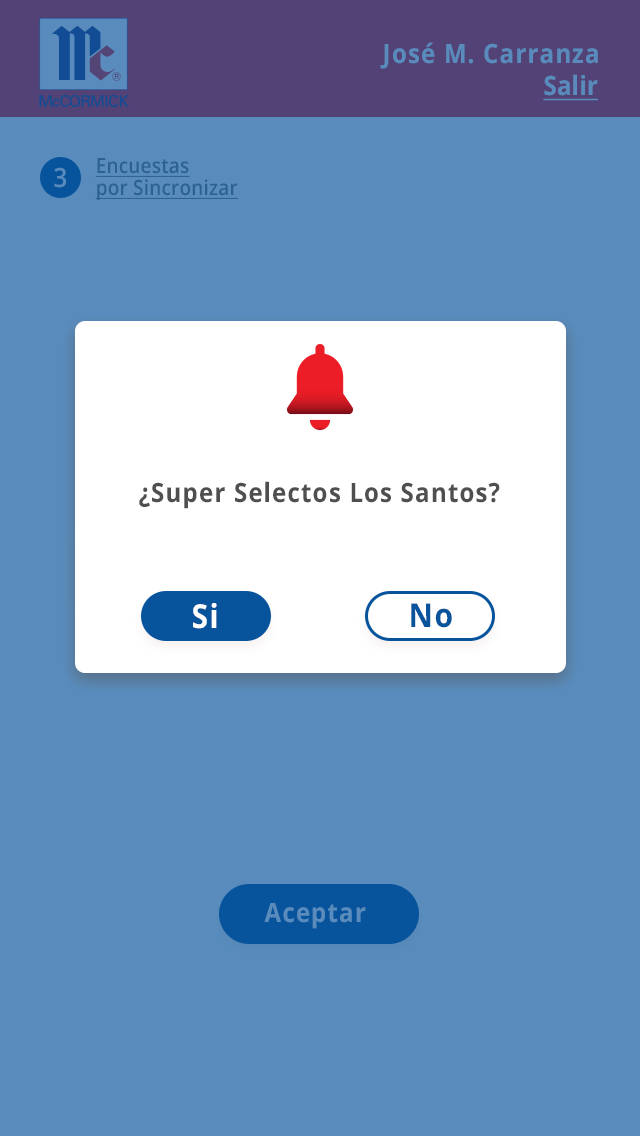 Mc
®
McCORMICK
José M. Carranza
Salir
3
Encuestas
por Sincronizar
¿Super Selectos Los Santos?
Si
No
Aceptar